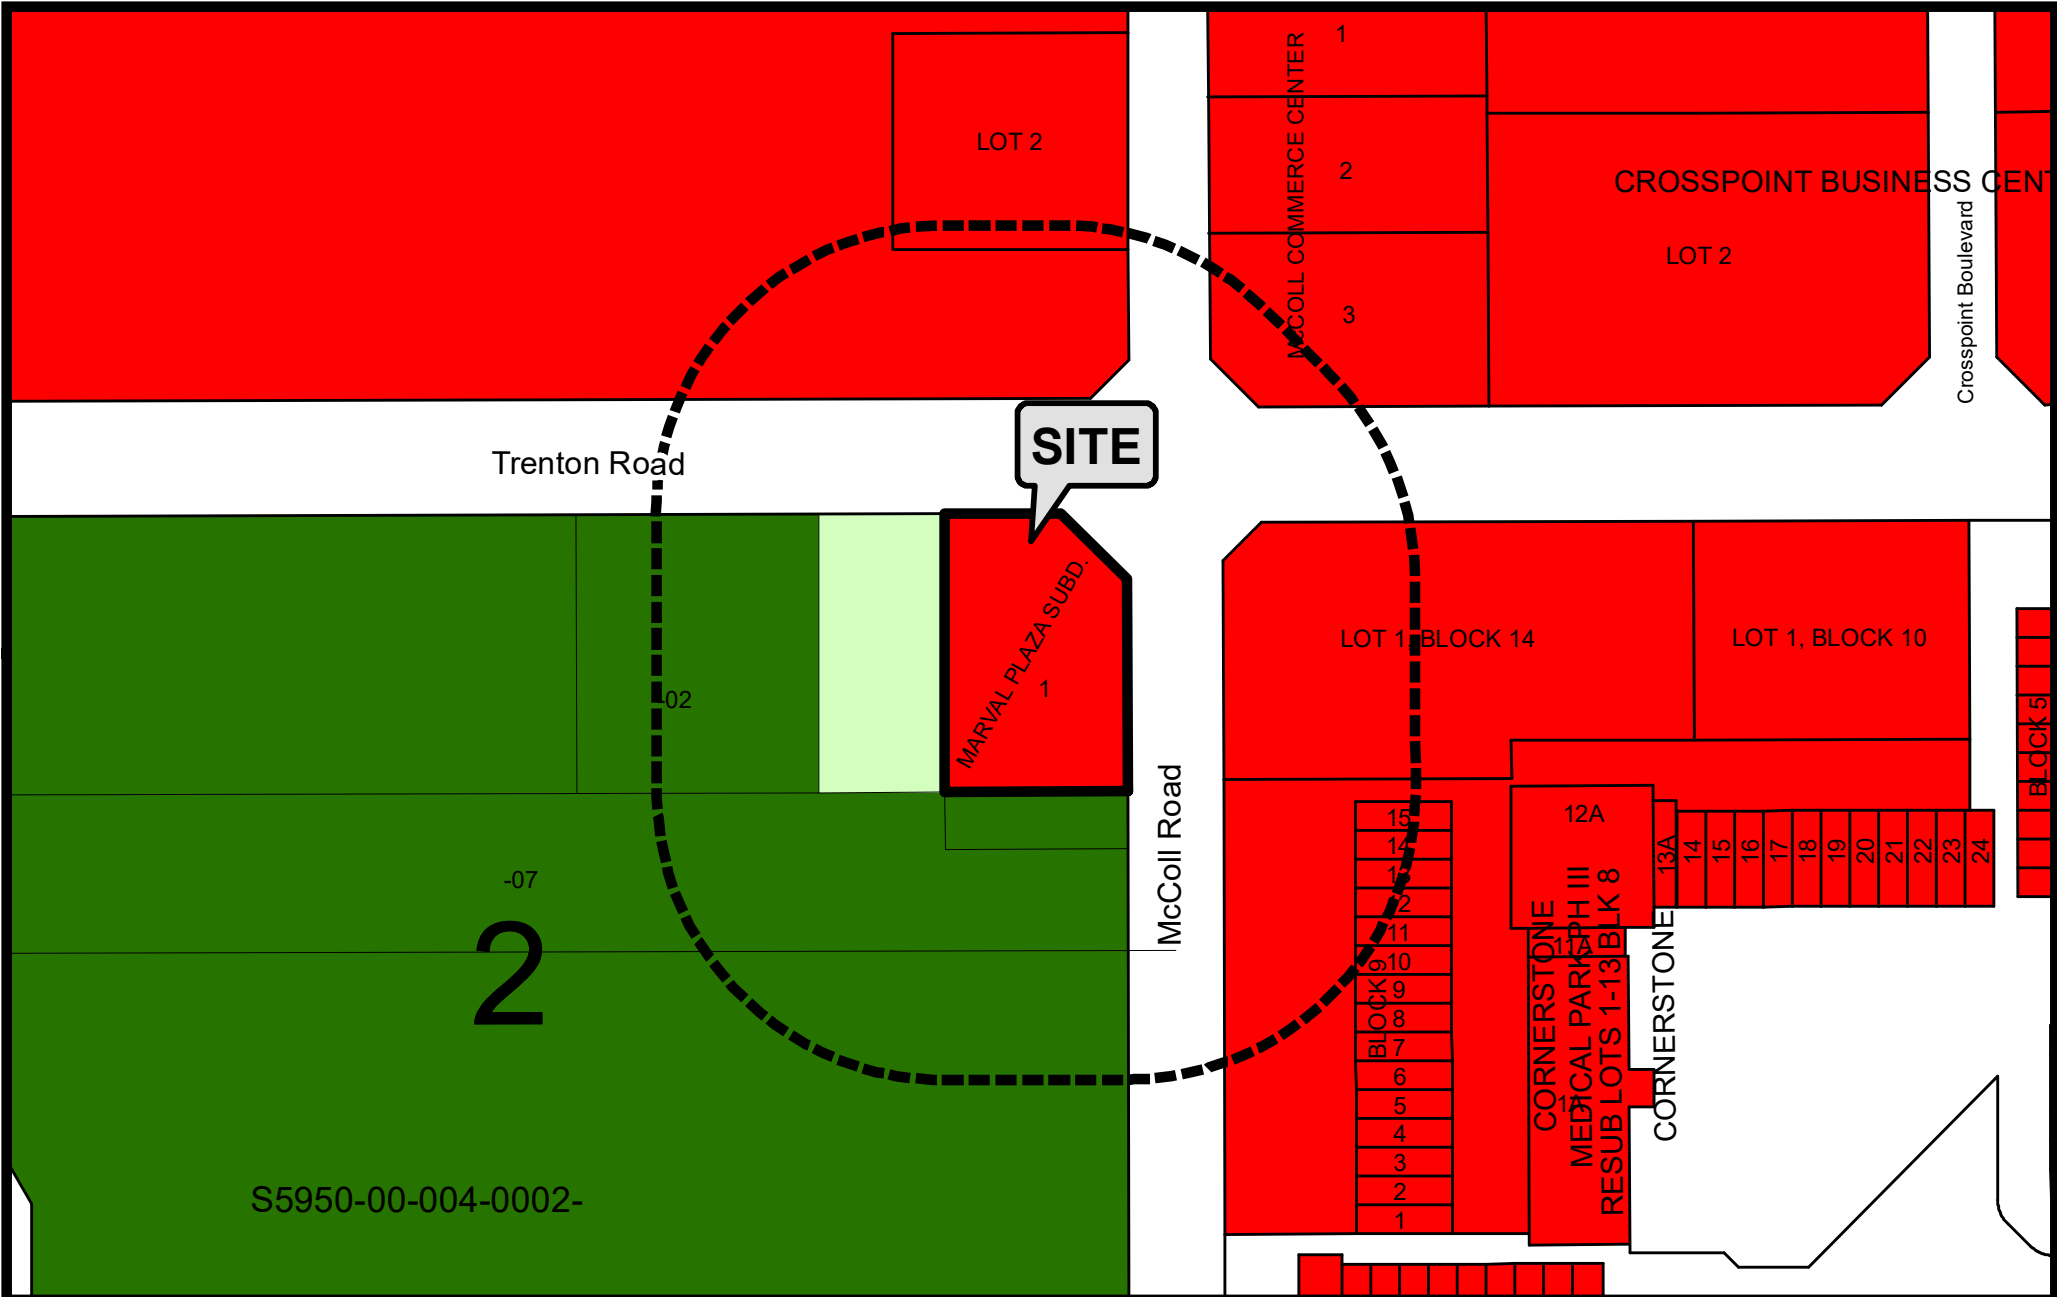 1
LOT 2
MCCOLL COMMERCE CENTER
2
CROSSPOINT BUSINESS CENT
LOT 2
Crosspoint Boulevard
3
SITE
Trenton Road
MARVAL PLAZA SUBD.
1
LOT 1, BLOCK 14
LOT 1, BLOCK 10
-02
BLOCK 5
McColl Road
-07
2
S5950-00-004-0002-
15
14
13
12
11
10
9
8
7
6
5
4
3
2
1
BLOCK 9
12A
13A
14
15
16
17
18
19
20
21
22
23
24
11A
1A
CORNERSTONE
MEDICAL PARK PH III
RESUB LOTS 1-13 BLK 8
CORNERSTONE